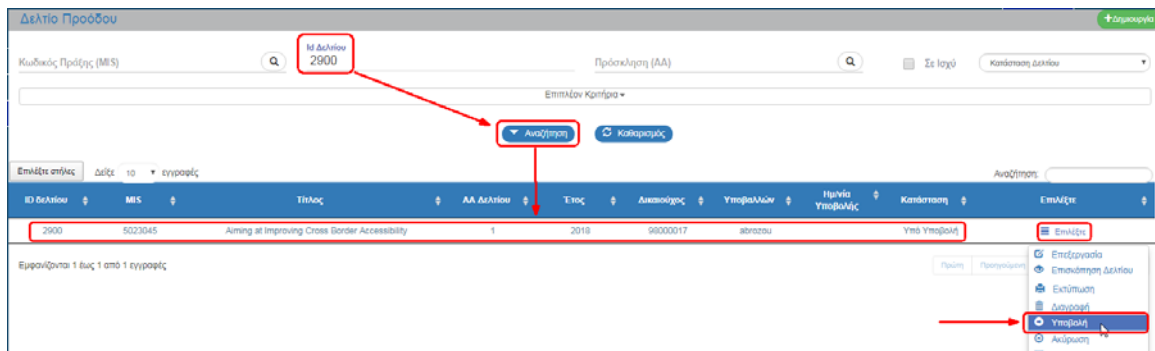 Δελτίο Προόδου
+Δημιουργία
Id Δελτίου
Κωδικός Πράξης (MIS) 2900 Πρόσκληση (ΑΑ) Σε Ισχύ Κατάσταση Δελτίου
Επιπλέον Κριτήρια
Αναζήτηση Καθαρισμός
Επιλέξτε στήλες Δείξε 10 εγγραφές Αναζήτηση:
ID δελτίου MIS Τίτλος ΑΑ Δελτίου Έτος Δικαιούχος Υποβαλλών Ημ/νία Υποβολής Κατάσταση Επιλέξτε
2900 5023045 Aiming at Improving Cross Border Accessibility 1 2018 98000017 abrozou Υπό Υποβολή Επιλέξτε
Εμφανίζονται 1 έως 1 από 1 εγγραφές Πρώτη Προηγούμενη
Επεξεργασία
Επισκόπηση Δελτίου
Εκτύπωση
Διαγραφή
Υποβολή
Ακύρωση